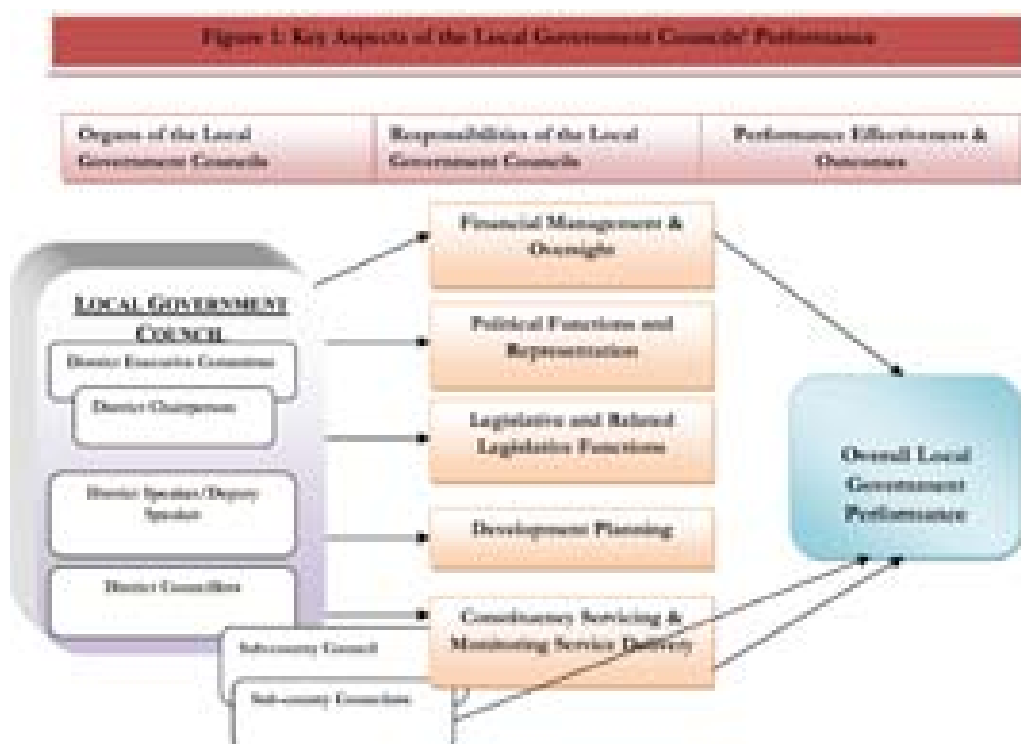 Figure 1: Key Aspects of the Local Government Councils' Performance
Organs of the Local
Government Councils
Responsibilities of the Local
Government Councils
Performance Effectiveness &
Outcomes
LOCAL GOVERNMENT
COUNCIL
District Executive Committee
District Chairperson
District Speaker/Deputy
Speaker
District Councillors
Sub-county Council
Sub-county Councilors
Financial Management &
Oversight
Political Functions and
Representation
Legislative and Related
Legislative Functions
Development Planning
Constituency Servicing &
Monitoring Service Delivery
Overall Local
Government
Performance